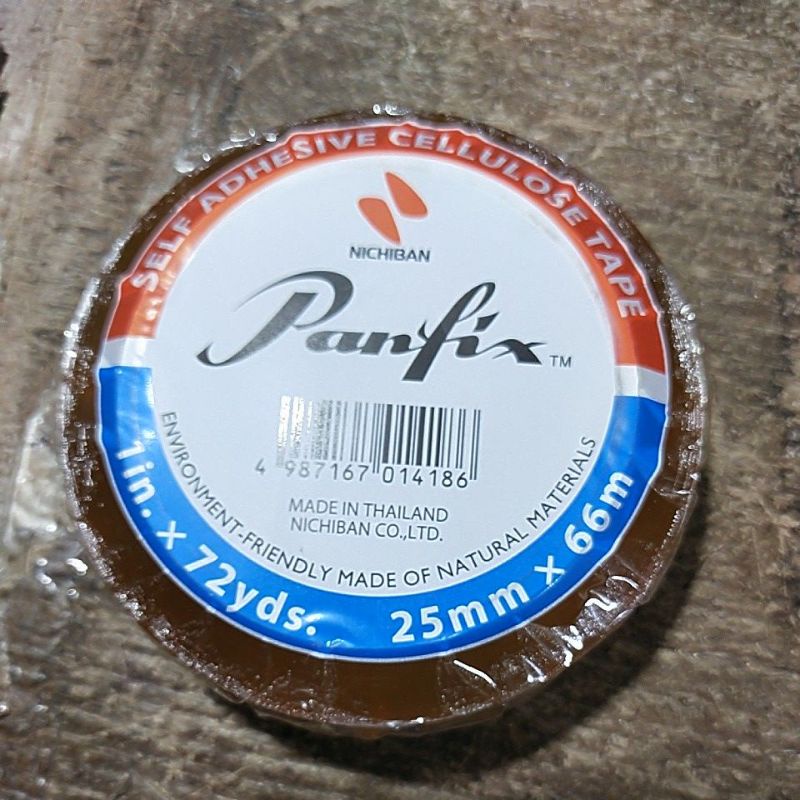 SELF ADHESIVE CELLULOSE TAPE
NICHIBAN
Panfix™
4 987167 014186
MADE IN THAILAND
NICHIBAN CO.,LTD.
ENVIRONMENT-FRIENDLY MADE OF NATURAL MATERIALS
1in. x 72yds. 25mm x 66m